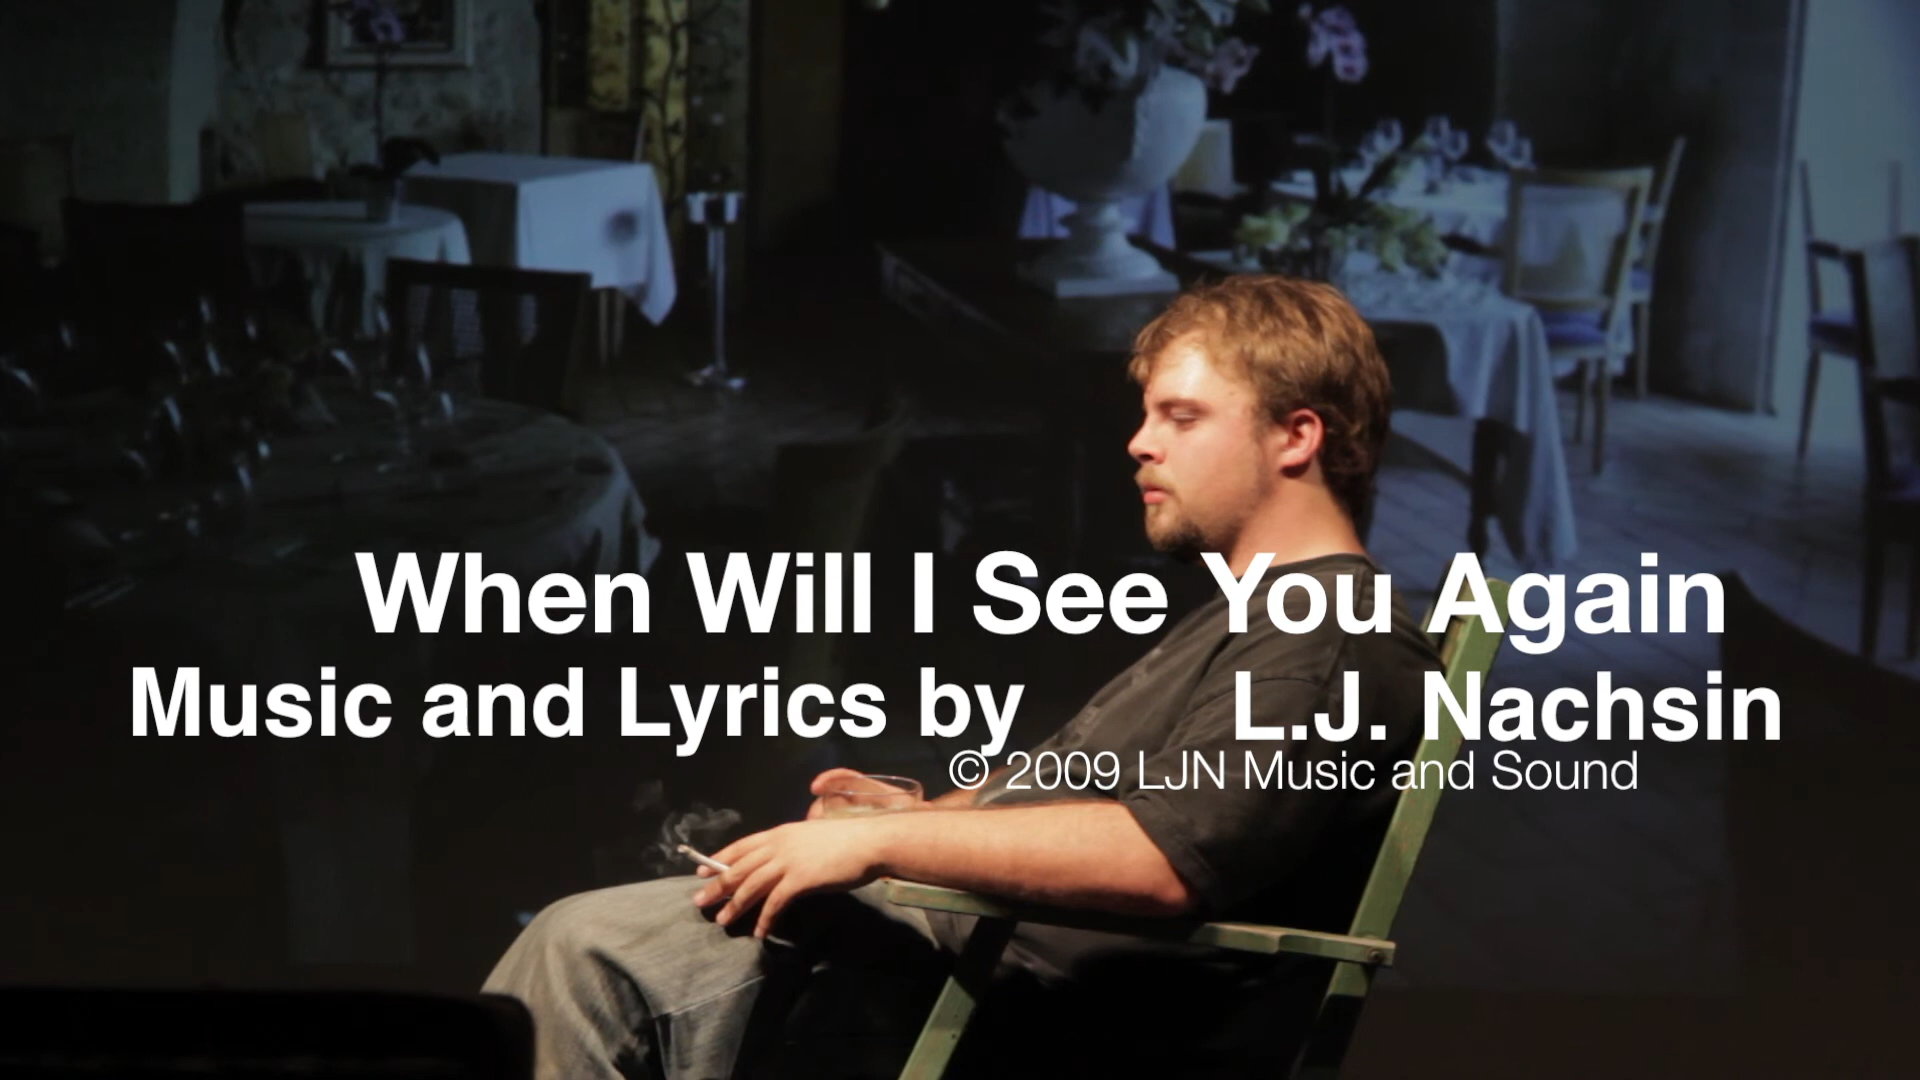 When Will I See You Again
Music and Lyrics by L.J. Nachsin
© 2009 LJN Music and Sound